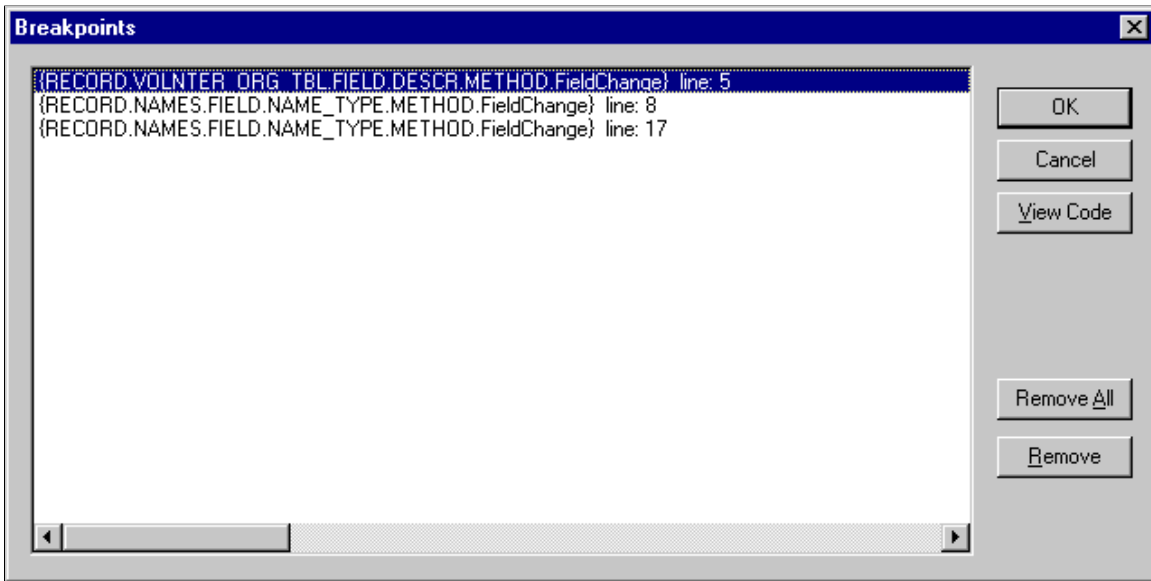 Breakpoints
{RECORD.VOLNTER_ORG_TBL.FIELD.DESCR.METHOD.FieldChange} line: 5
{RECORD.NAMES.FIELD.NAME_TYPE.METHOD.FieldChange} line: 8
{RECORD.NAMES.FIELD.NAME_TYPE.METHOD.FieldChange} line: 17
OK
Cancel
View Code
Remove All
Remove